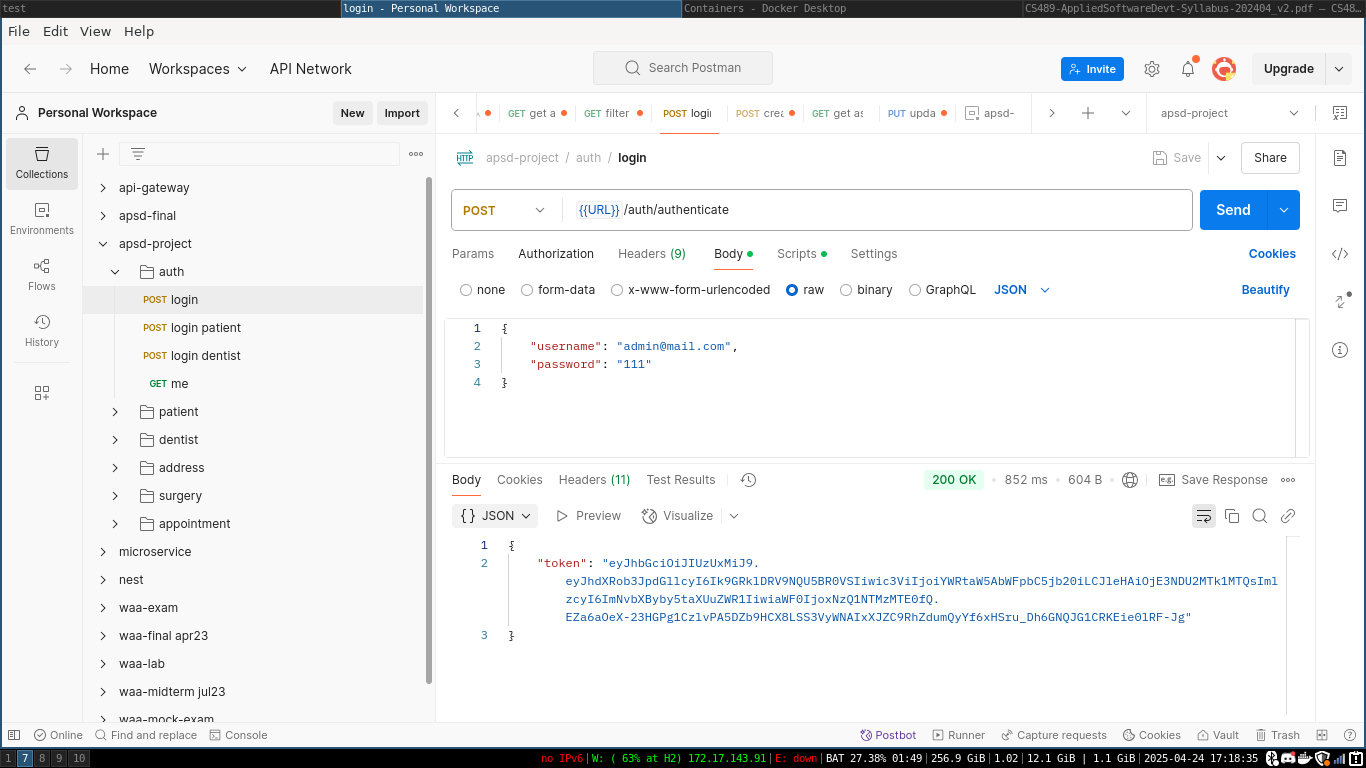 test
login - Personal Workspace
Containers - Docker Desktop
CS489-AppliedSoftwareDevt-Syllabus-202404_v2.pdf — CS48…
File Edit View Help
Home Workspaces API Network
Search Postman
Invite
Upgrade
Personal Workspace
New Import
GET get a
GET filter
POST login
POST crea
GET get as
PUT upda
apsd-
apsd-project
Collections
Environments
Flows
History
api-gateway
apsd-final
apsd-project
auth
POST login
POST login patient
POST login dentist
GET me
patient
dentist
address
surgery
appointment
microservice
nest
waa-exam
waa-final apr23
waa-lab
waa-midterm jul23
waa-mock-exam
HTTP apsd-project / auth / login
Save Share
POST {{URL}} /auth/authenticate
Send
Params Authorization Headers (9) Body Scripts Settings Cookies
none form-data x-www-form-urlencoded raw binary GraphQL JSON Beautify
1 {
2 "username": "admin@mail.com",
3 "password": "111"
4 }
Body Cookies Headers (11) Test Results
200 OK • 852 ms • 604 B
e.g. Save Response
{} JSON Preview Visualize
1 {
2 "token": "eyJhbGciOiJIUzUxMiJ9.
eyJhdXRob3JpdGllcyI6Ik9GRklDRV9NQU5BR0VSIiwic3ViIjoiYWRtaW5AbWFpbC5jb20iLCJleHAiOjE3NDU2MTk1MTQsIml
zcyI6ImNvbXByby5taXUuZWR1IiwiaWF0IjoxNzQ1NTMzMTE0fQ.
EZa6aOeX-23HGPg1CzlvPA5DZb9HCX8LSS3VyWNAIxXJZC9RhZdumQyYf6xHSru_Dh6GNQJG1CRKEie0lRF-Jg"
3 }
Online Find and replace Console
Postbot Runner Capture requests Cookies Vault Trash
1 7 8 9 10
no IPv6|W: ( 63% at H2) 172.17.143.91|E: down|BAT 27.38% 01:49|256.9 GiB|1.02|12.1 GiB | 1.1 GiB|2025-04-24 17:18:35